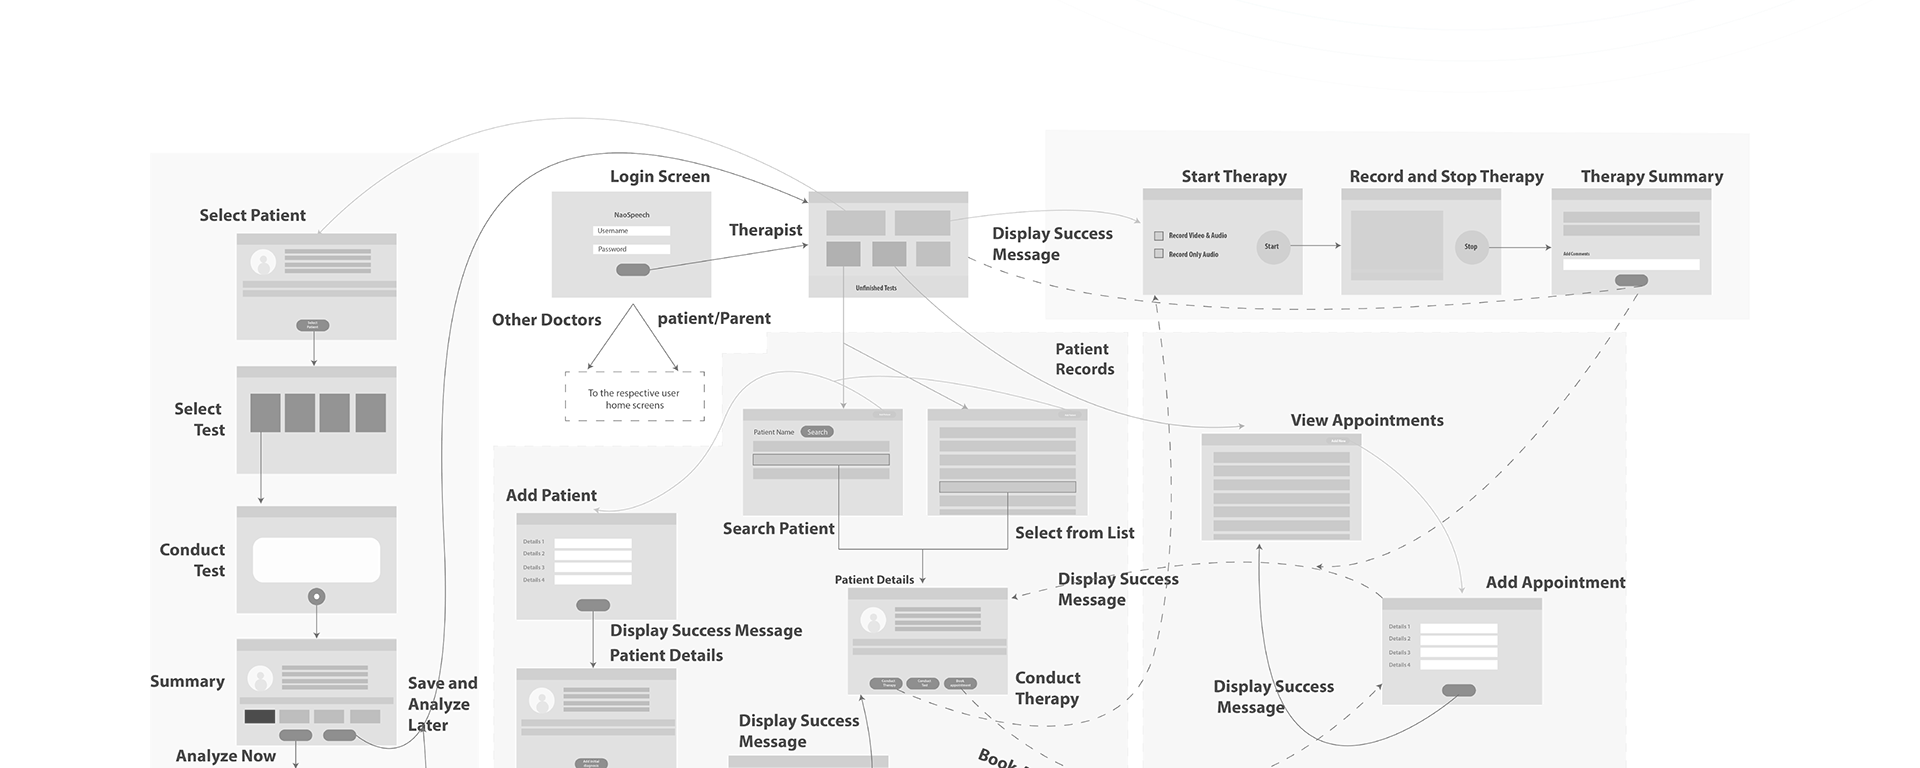 Login Screen
NaoSpeech
Username
Password
Therapist
Other Doctors
patient/Parent
To the respective user
home screens
Unfinished Tests
Display Success
Message
Start Therapy
Record Video & Audio
Record Only Audio
Start
Record and Stop Therapy
Stop
Therapy Summary
Add Comments
Select Patient
Select
Patient
Select
Test
Conduct
Test
Summary
Save and
Analyze
Later
Analyze Now
Patient
Records
Patient Name
Search
Search Patient
Select from List
Add Patient
Details 1
Details 2
Details 3
Details 4
Display Success Message
Patient Details
Patient Details
Conduct
Therapy
Conduct
Test
Book
appointment
Conduct
Therapy
Display Success
Message
Display Success
Message
View Appointments
Add New
Add Appointment
Details 1
Details 2
Details 3
Details 4
Display Success
Message
Book